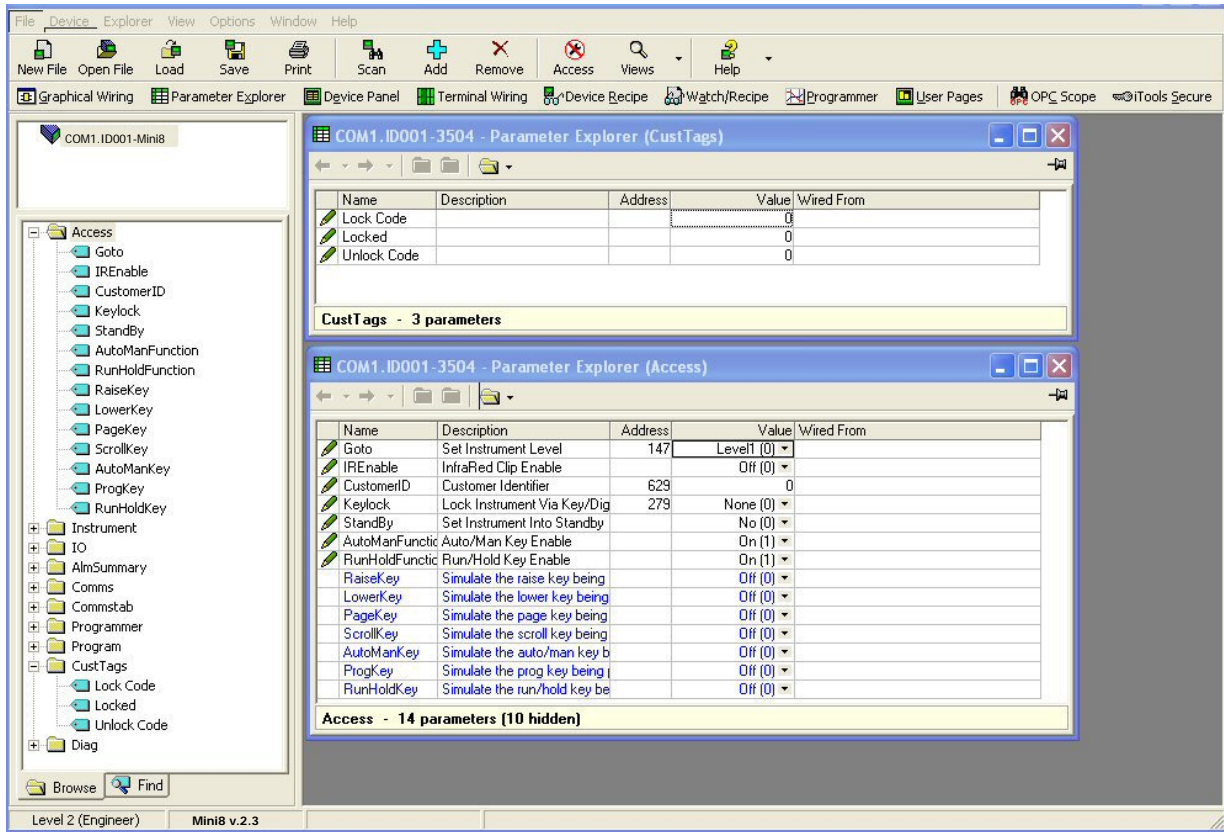 File Device Explorer View Options Window Help
New File Open File Load Save Print Scan Add Remove Access Views Help
Graphical Wiring Parameter Explorer Device Panel Terminal Wiring Device Recipe Watch/Recipe Programmer User Pages OPC Scope iTools Secure
COM1.ID001-Mini8
Access
Goto
IREnable
CustomerID
Keylock
StandBy
AutoManFunction
RunHoldFunction
RaiseKey
LowerKey
PageKey
ScrollKey
AutoManKey
ProgKey
RunHoldKey
Instrument
IO
AlmSummary
Comms
Commstab
Programmer
Program
CustTags
Lock Code
Locked
Unlock Code
Diag
Browse Find
COM1.ID001-3504 - Parameter Explorer (CustTags)
Name Description Address Value Wired From
Lock Code 0
Locked 0
Unlock Code 0
CustTags - 3 parameters
COM1.ID001-3504 - Parameter Explorer (Access)
Name Description Address Value Wired From
Goto Set Instrument Level 147 Level1 (0)
IREnable InfraRed Clip Enable Off (0)
CustomerID Customer Identifier 629 0
Keylock Lock Instrument Via Key/Dig 279 None (0)
StandBy Set Instrument Into Standby No (0)
AutoManFunctic Auto/Man Key Enable On (1)
RunHoldFunctic Run/Hold Key Enable On (1)
RaiseKey Simulate the raise key being Off (0)
LowerKey Simulate the lower key being Off (0)
PageKey Simulate the page key being Off (0)
ScrollKey Simulate the scroll key being Off (0)
AutoManKey Simulate the auto/man key b Off (0)
ProgKey Simulate the prog key being Off (0)
RunHoldKey Simulate the run/hold key be Off (0)
Access - 14 parameters (10 hidden)
Level 2 (Engineer) Mini8 v.2.3